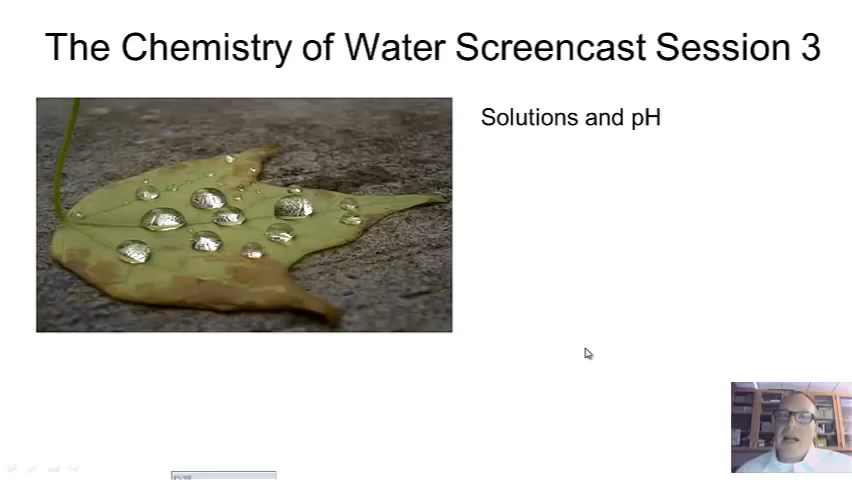 The Chemistry of Water Screencast Session 3
Solutions and pH